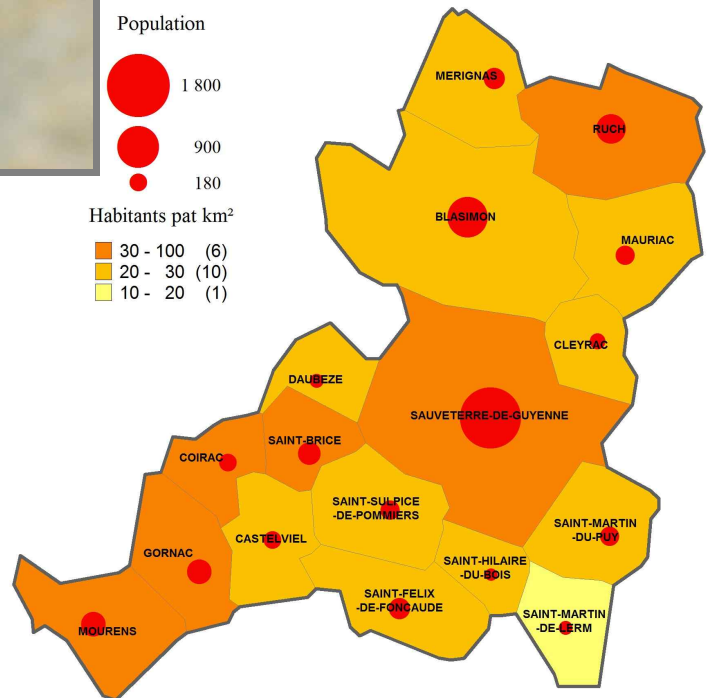 Population
1 800
900
180
Habitants pat km²
30 - 100 (6)
20 - 30 (10)
10 - 20 (1)
MERIGNAS
RUCH
BLASIMON
MAURIAC
CLEYRAC
DAUBEZE
SAUVETERRE-DE-GUYENNE
SAINT-BRICE
COIRAC
SAINT-SULPICE
-DE-POMMIERS
SAINT-MARTIN
-DU-PUY
CASTELVIEL
GORNAC
SAINT-HILAIRE
-DU-BOIS
SAINT-FELIX
-DE-FONCAUDE
SAINT-MARTIN
-DE-LERM
MOURENS